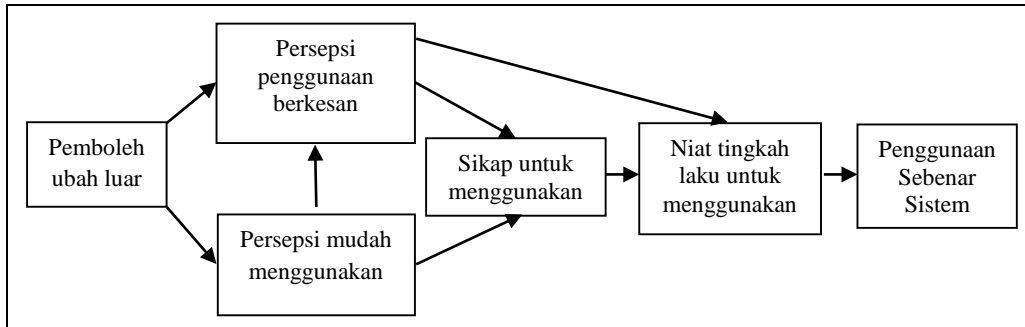 Persepsi
penggunaan
berkesan
Pemboleh
ubah luar
Persepsi mudah
menggunakan
Sikap untuk
menggunakan
Niat tingkah
laku untuk
menggunakan
Penggunaan
Sebenar
Sistem